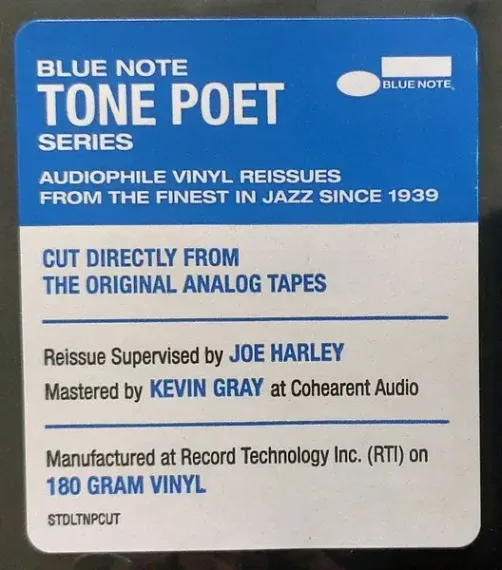 BLUE NOTE
TONE POET
SERIES
BLUE NOTE
AUDIOPHILE VINYL REISSUES
FROM THE FINEST IN JAZZ SINCE 1939
CUT DIRECTLY FROM
THE ORIGINAL ANALOG TAPES
Reissue Supervised by JOE HARLEY
Mastered by KEVIN GRAY at Cohearent Audio
Manufactured at Record Technology Inc. (RTI) on
180 GRAM VINYL
STDLTNPCUT